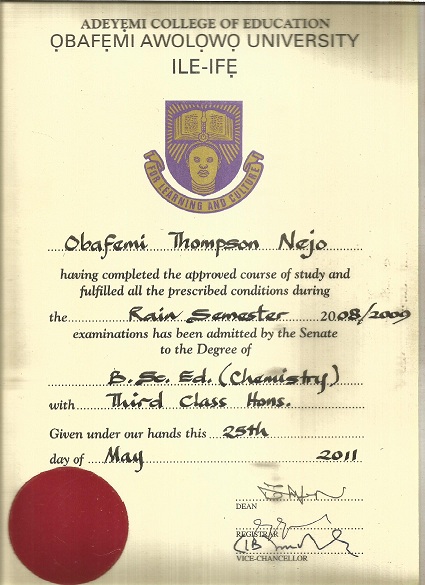 ADEYẸMI COLLEGE OF EDUCATION
ỌBAFẸMI AWOLỌWỌ UNIVERSITY
ILE-IFẸ
FOR LEARNING AND CULTURE
Obafemi Thompson Nejo
having completed the approved course of study and
fulfilled all the prescribed conditions during
the Rain Semester 2008/2009
examinations has been admitted by the Senate
to the Degree of
B.Sc. Ed. (Chemistry)
with Third Class Hons.
Given under our hands this 25th
day of May 2011
DEAN
REGISTRAR
VICE-CHANCELLOR